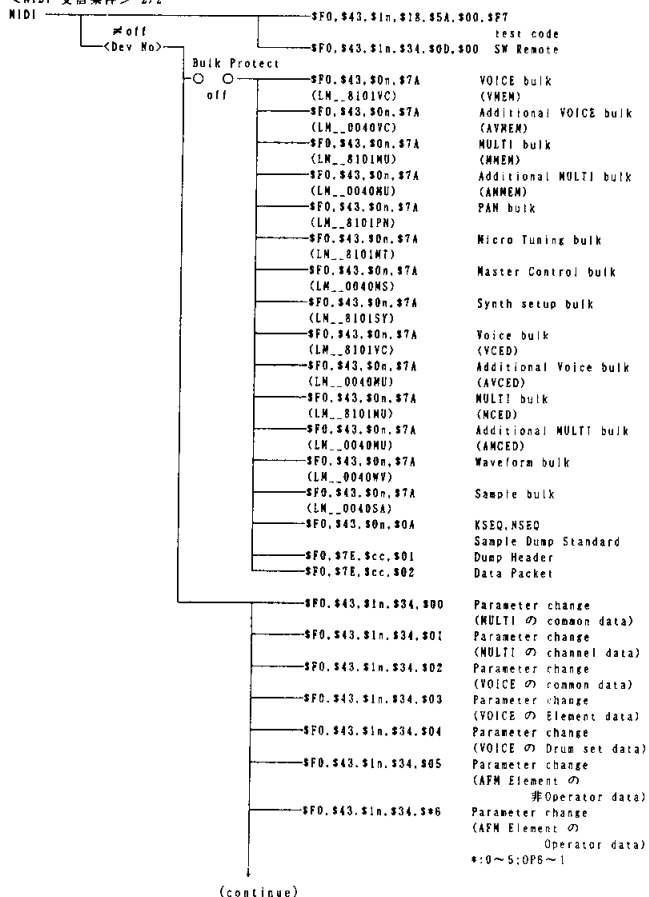 <MIDI 受信条件> 2/2
MIDI $F0, $43, $1n, $18, $5A, $00, $F7
≠off test code
<Dev No> $F0, $43, $1n, $34, $0D, $00 SW Remote
Bulk Protect
off
$F0, $43, $0n, $7A VOICE bulk
(LM__8101VC) (VMEM)
$F0, $43, $0n, $7A Additional VOICE bulk
(LM__0040VC) (AVMEM)
$F0, $43, $0n, $7A MULTI bulk
(LM__8101MU) (MMEM)
$F0, $43, $0n, $7A Additional MULTI bulk
(LM__0040MU) (AMMEM)
$F0, $43, $0n, $7A PAN bulk
(LM__8101PN)
$F0, $43, $0n, $7A Micro Tuning bulk
(LM__8101MT)
$F0, $43, $0n, $7A Master Control bulk
(LM__0040MS)
$F0, $43, $0n, $7A Synth setup bulk
(LM__8101SY)
$F0, $43, $0n, $7A Voice bulk
(LM__8101VC) (VCED)
$F0, $43, $0n, $7A Additional Voice bulk
(LM__0040MU) (AVCED)
$F0, $43, $0n, $7A MULTI bulk
(LM__8101MU) (MCED)
$F0, $43, $0n, $7A Additional MULTI bulk
(LM__0040MU) (AMCED)
$F0, $43, $0n, $7A Waveform bulk
(LM__0040WV)
$F0, $43, $0n, $7A Sample bulk
(LM__0040SA)
$F0, $43, $0n, $0A KSEQ, NSEQ
Sample Dump Standard
$F0, $7E, $cc, $01 Dump Header
$F0, $7E, $cc, $02 Data Packet
$F0, $43, $1n, $34, $00 Parameter change
(MULTI の common data)
$F0, $43, $1n, $34, $01 Parameter change
(MULTI の channel data)
$F0, $43, $1n, $34, $02 Parameter change
(VOICE の common data)
$F0, $43, $1n, $34, $03 Parameter change
(VOICE の Element data)
$F0, $43, $1n, $34, $04 Parameter change
(VOICE の Drum set data)
$F0, $43, $1n, $34, $05 Parameter change
(AFM Element の
非Operator data)
$F0, $43, $1n, $34, $*6 Parameter change
(AFM Element の
Operator data)
*:0～5;OP6～1
(continue)